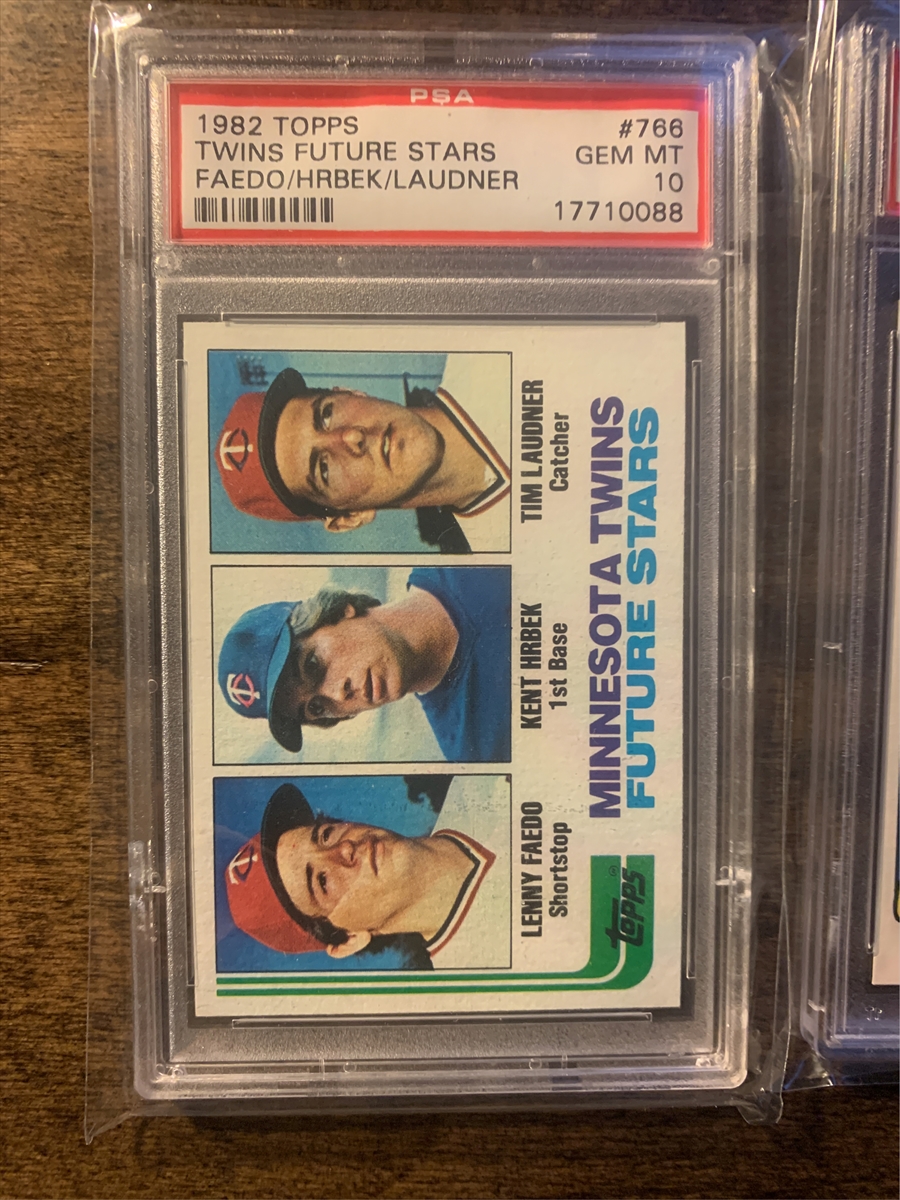 PSA
1982 TOPPS #766
TWINS FUTURE STARS GEM MT
FAEDO/HRBEK/LAUDNER 10
17710088
LENNY FAEDO
Shortstop
KENT HRBEK
1st Base
TIM LAUDNER
Catcher
TOPPS®
MINNESOTA TWINS
FUTURE STARS